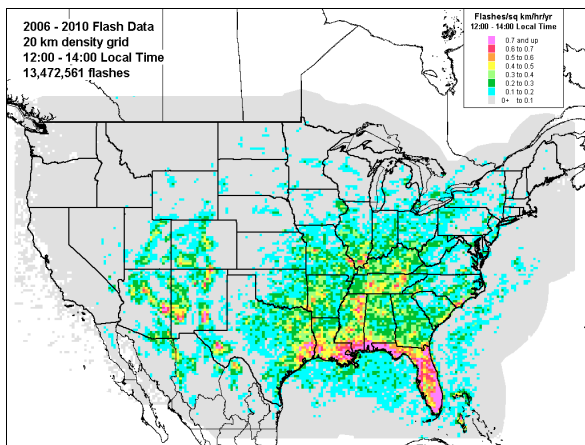 2006 - 2010 Flash Data
20 km density grid
12:00 - 14:00 Local Time
13,472,561 flashes
Flashes/sq km/hr/yr
12:00 - 14:00 Local Time
0.7 and up
0.6 to 0.7
0.5 to 0.6
0.4 to 0.5
0.3 to 0.4
0.2 to 0.3
0.1 to 0.2
0+ to 0.1